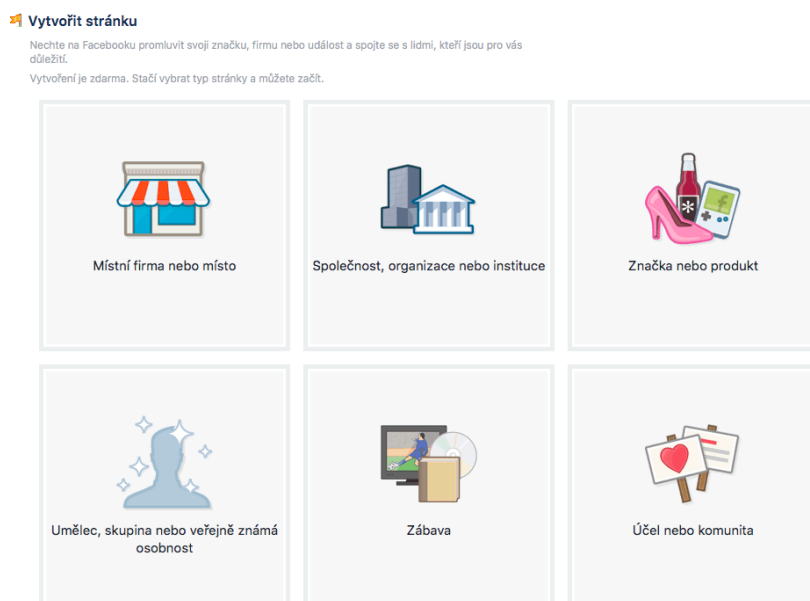 Vytvořit stránku
Nechte na Facebooku promluvit svoji značku, firmu nebo událost a spojte se s lidmi, kteří jsou pro vás
důležití.
Vytvoření je zdarma. Stačí vybrat typ stránky a můžete začít.
Místní firma nebo místo
Společnost, organizace nebo instituce
Značka nebo produkt
Umělec, skupina nebo veřejně známá
osobnost
Zábava
Účel nebo komunita